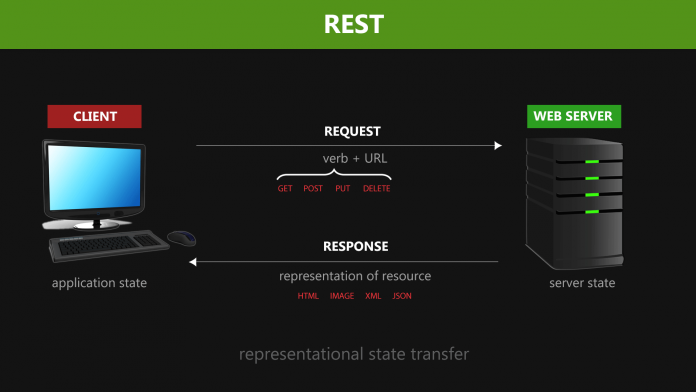 REST
CLIENT
WEB SERVER
REQUEST
verb + URL
GET POST PUT DELETE
RESPONSE
representation of resource
HTML IMAGE XML JSON
application state
server state
representational state transfer